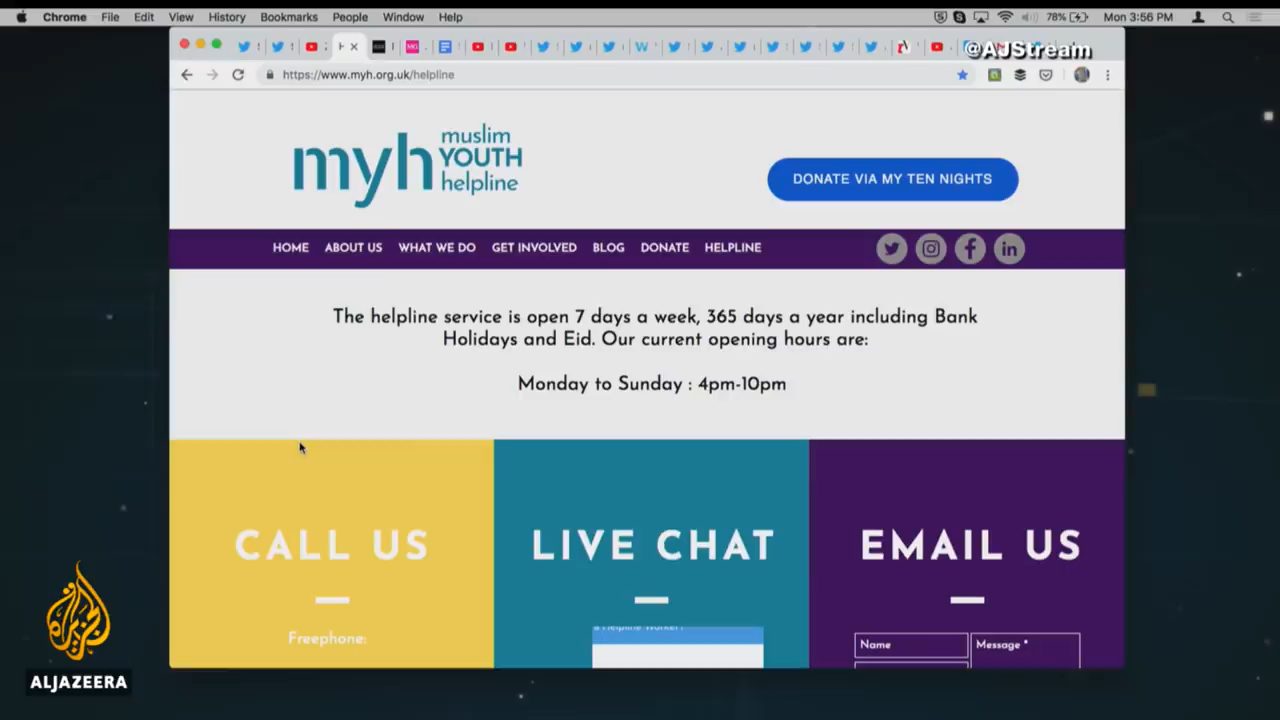 Chrome File Edit View History Bookmarks People Window Help
78% Mon 3:56 PM
@AJStream
https://www.myh.org.uk/helpline
myh muslim
YOUTH
helpline
DONATE VIA MY TEN NIGHTS
HOME ABOUT US WHAT WE DO GET INVOLVED BLOG DONATE HELPLINE
The helpline service is open 7 days a week, 365 days a year including Bank
Holidays and Eid. Our current opening hours are:
Monday to Sunday : 4pm-10pm
CALL US LIVE CHAT EMAIL US
Freephone:
a Helpline Worker!
Name Message *
ALJAZEERA